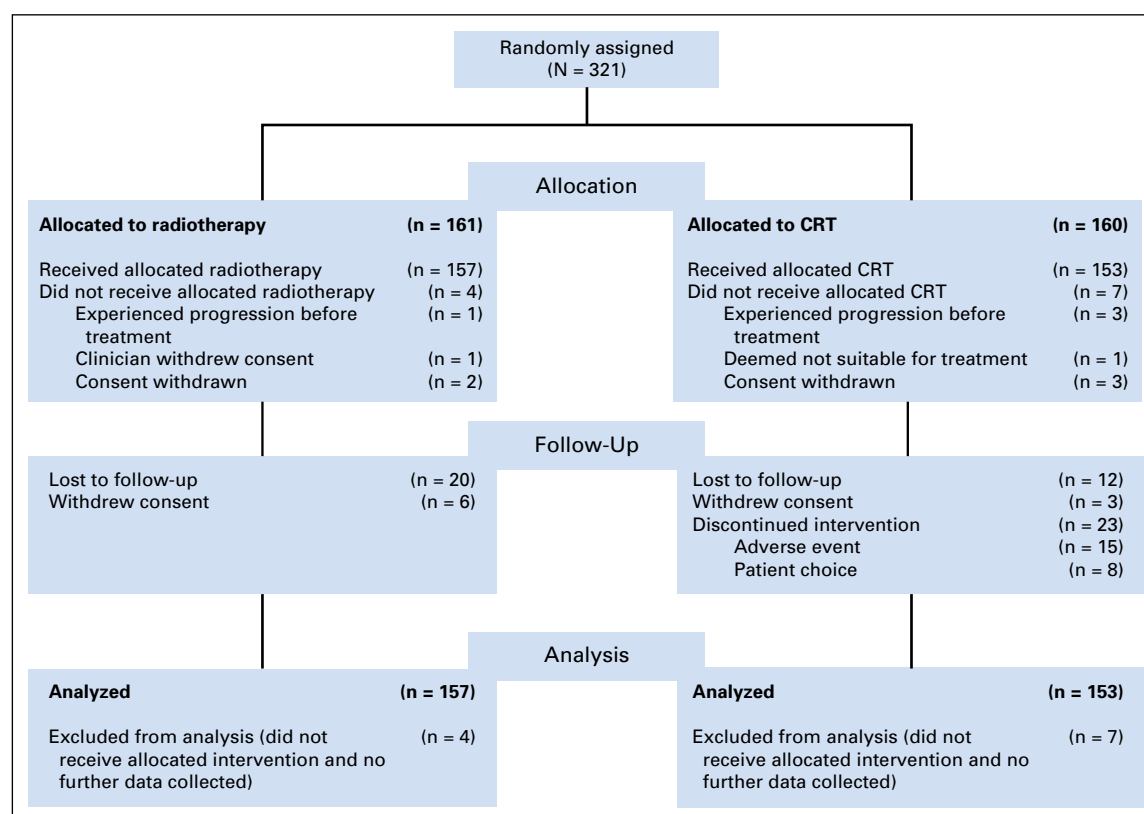 Randomly assigned
(N = 321)
Allocation
Allocated to radiotherapy (n = 161)
Received allocated radiotherapy (n = 157)
Did not receive allocated radiotherapy (n = 4)
Experienced progression before (n = 1)
treatment
Clinician withdrew consent (n = 1)
Consent withdrawn (n = 2)
Allocated to CRT (n = 160)
Received allocated CRT (n = 153)
Did not receive allocated CRT (n = 7)
Experienced progression before (n = 3)
treatment
Deemed not suitable for treatment (n = 1)
Consent withdrawn (n = 3)
Follow-Up
Lost to follow-up (n = 20)
Withdrew consent (n = 6)
Lost to follow-up (n = 12)
Withdrew consent (n = 3)
Discontinued intervention (n = 23)
Adverse event (n = 15)
Patient choice (n = 8)
Analysis
Analyzed (n = 157)
Excluded from analysis (did not (n = 4)
receive allocated intervention and no
further data collected)
Analyzed (n = 153)
Excluded from analysis (did not (n = 7)
receive allocated intervention and no
further data collected)